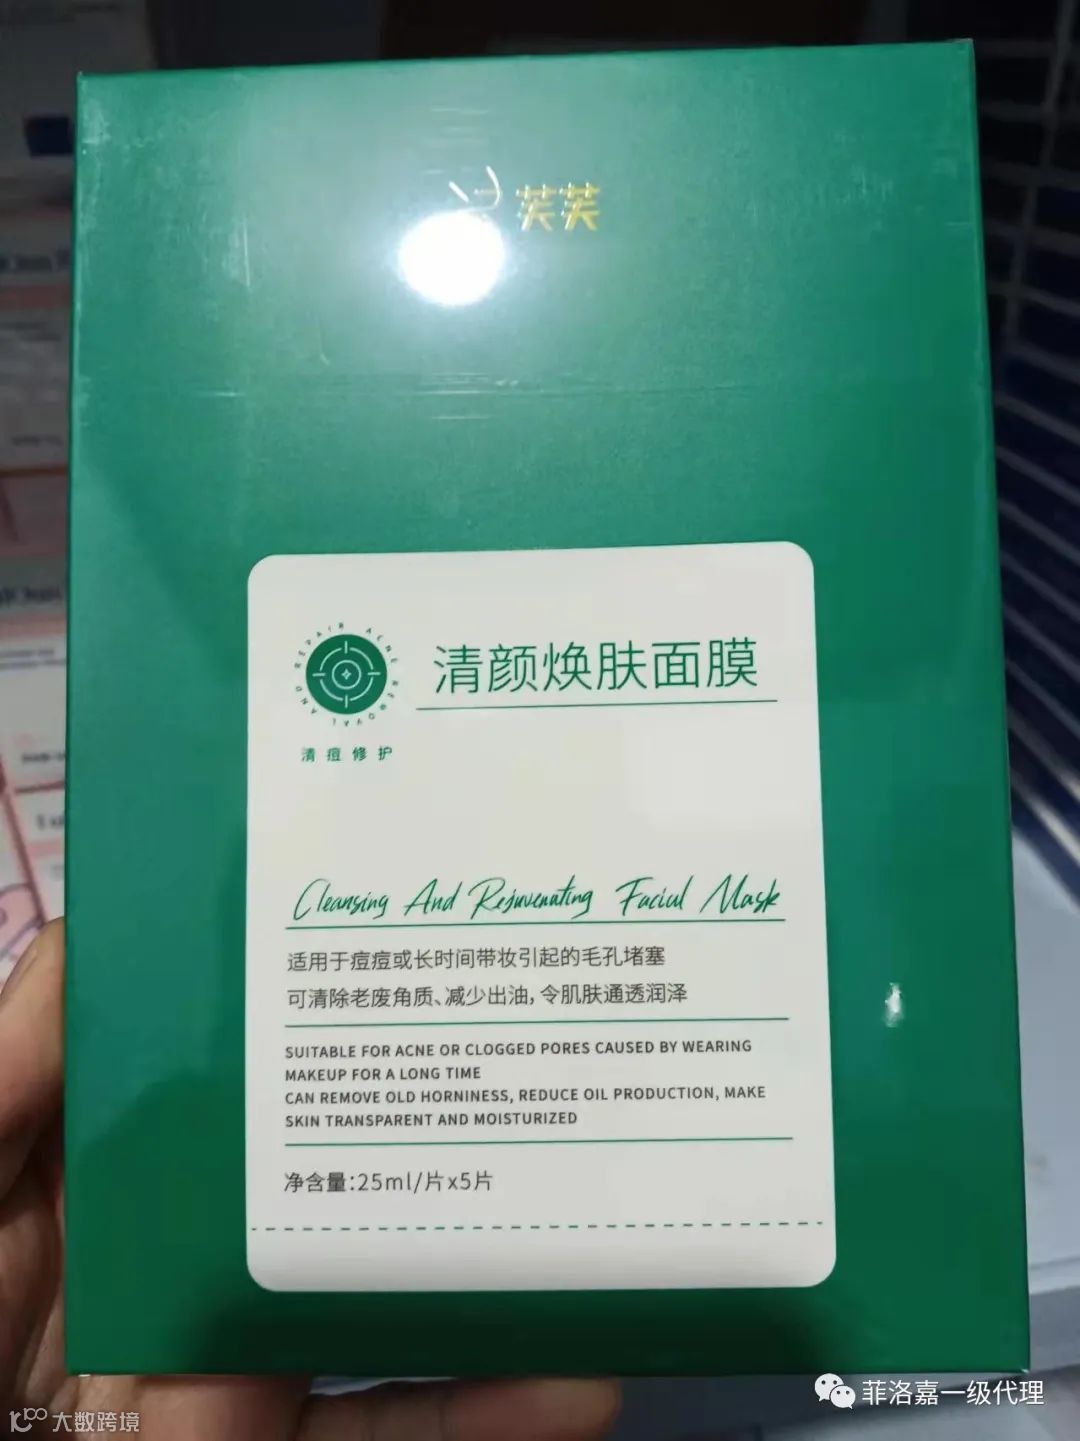 芙芙
REPAIR ACNE REMOVAL AND
清颜焕肤面膜
清痘修护
Cleansing And Rejuvenating Facial Mask
适用于痘痘或长时间带妆引起的毛孔堵塞
可清除老废角质、减少出油，令肌肤通透润泽
SUITABLE FOR ACNE OR CLOGGED PORES CAUSED BY WEARING
MAKEUP FOR A LONG TIME
CAN REMOVE OLD HORNINESS, REDUCE OIL PRODUCTION, MAKE
SKIN TRANSPARENT AND MOISTURIZED
净含量:25ml/片x5片
菲洛嘉一级代理
大数跨境